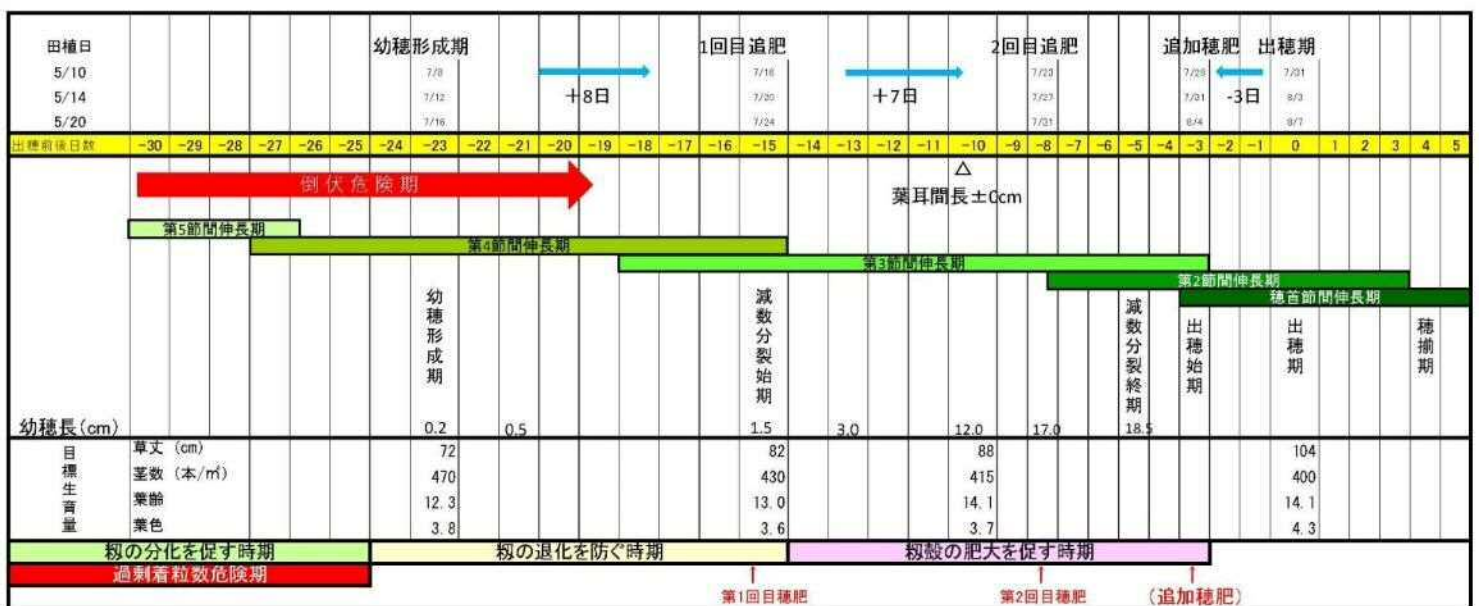 田植日 幼穂形成期 1回目追肥 2回目追肥 追加穂肥 出穂期
5/10 7/8 7/16 7/23 7/28 7/31
5/14 7/12 +8日 7/20 +7日 7/27 7/31 -3日 8/3
5/20 7/16 7/24 7/31 8/4 8/7
出穂前後日数 -30 -29 -28 -27 -26 -25 -24 -23 -22 -21 -20 -19 -18 -17 -16 -15 -14 -13 -12 -11 -10 -9 -8 -7 -6 -5 -4 -3 -2 -1 0 1 2 3 4 5
倒伏危険期
△
葉耳間長±0cm
第5節間伸長期
第4節間伸長期
第3節間伸長期
第2節間伸長期
穂首節間伸長期
幼穂形成期
減数分裂始期
減数分裂終期
出穂始期
出穂期
穂揃期
幼穂長(cm) 0.2 0.5 1.5 3.0 12.0 17.0 18.5
目標生育量
草丈 (cm) 72 82 88 104
茎数 (本/㎡) 470 430 415 400
葉齢 12.3 13.0 14.1 14.1
葉色 3.8 3.6 3.7 4.3
籾の分化を促す時期 籾の退化を防ぐ時期 籾殻の肥大を促す時期
過剰着粒数危険期
第1回目穂肥 第2回目穂肥 (追加穂肥)